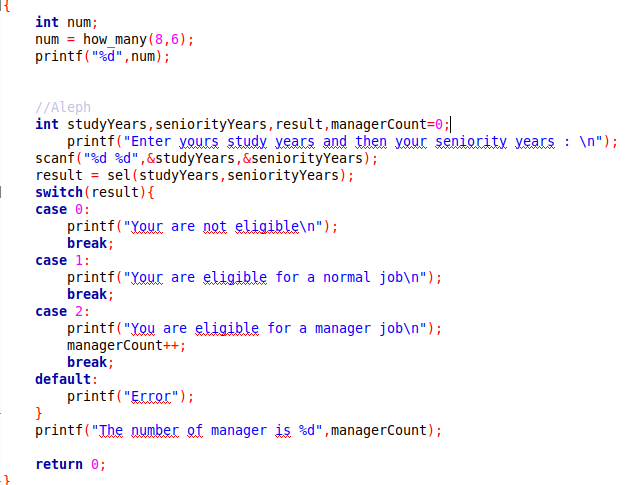 {
int num;
num = how_many(8,6);
printf("%d",num);
//Aleph
int studyYears,seniorityYears,result,managerCount=0;
printf("Enter yours study years and then your seniority years : \n");
scanf("%d %d",&studyYears,&seniorityYears);
result = sel(studyYears,seniorityYears);
switch(result){
case 0:
printf("Your are not eligible\n");
break;
case 1:
printf("Your are eligible for a normal job\n");
break;
case 2:
printf("You are eligible for a manager job\n");
managerCount++;
break;
default:
printf("Error");
}
printf("The number of manager is %d",managerCount);
return 0;
}